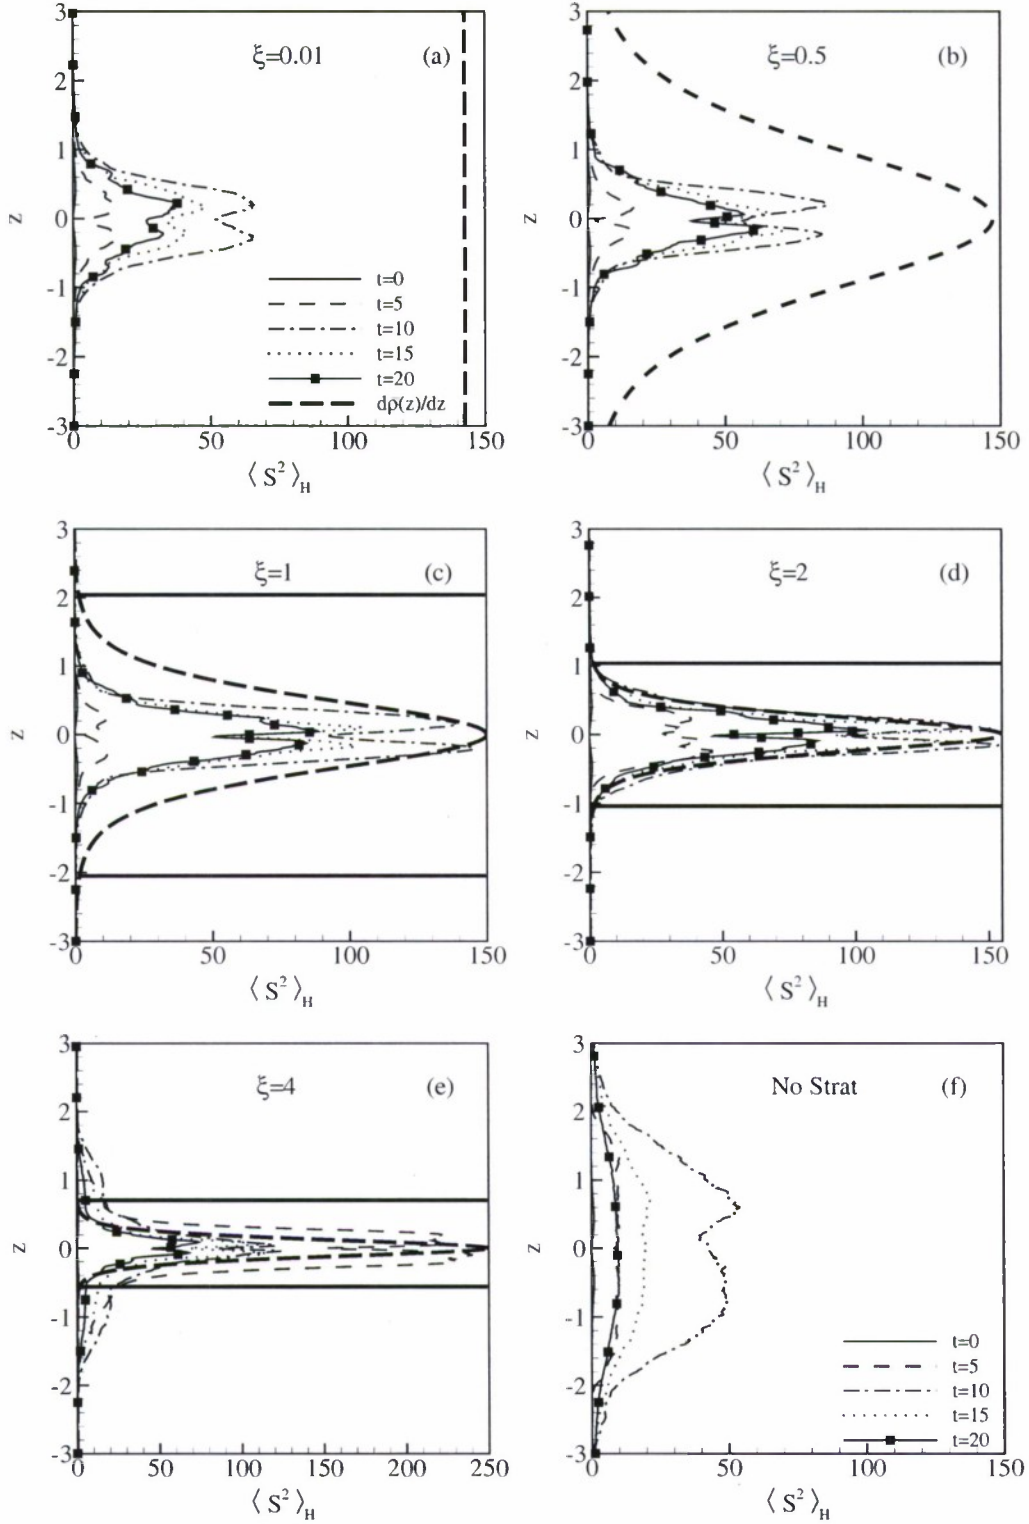 3
2
1
0
-1
-2
-3
z
ξ=0.01
(a)
t=0
t=5
t=10
t=15
t=20
dρ(z)/dz
0
50
100
150
⟨ S² ⟩H
3
2
1
0
-1
-2
-3
z
ξ=0.5
(b)
0
50
100
150
⟨ S² ⟩H
3
2
1
0
-1
-2
-3
z
ξ=1
(c)
0
50
100
150
⟨ S² ⟩H
3
2
1
0
-1
-2
-3
z
ξ=2
(d)
0
50
100
150
⟨ S² ⟩H
3
2
1
0
-1
-2
-3
z
ξ=4
(e)
0
50
100
150
200
250
⟨ S² ⟩H
3
2
1
0
-1
-2
-3
z
No Strat
(f)
t=0
t=5
t=10
t=15
t=20
0
50
100
150
⟨ S² ⟩H